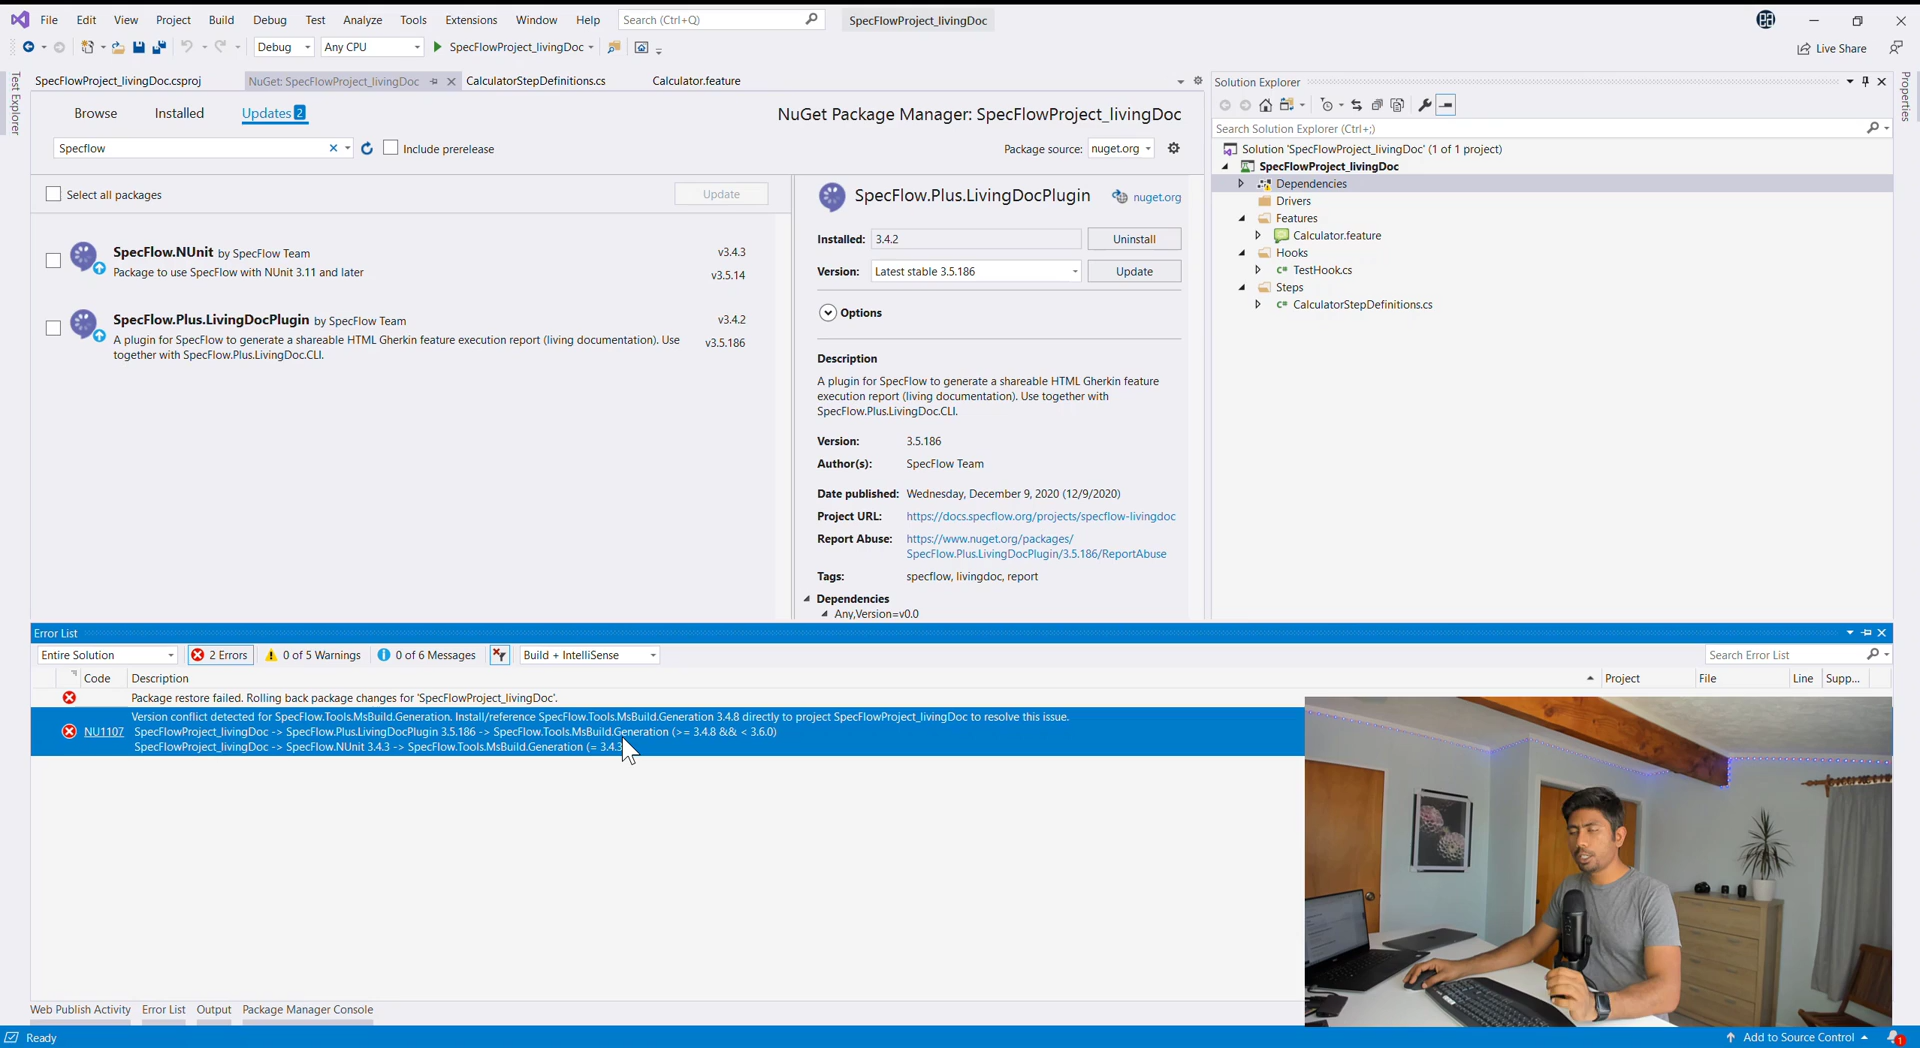 File Edit View Project Build Debug Test Analyze Tools Extensions Window Help Search (Ctrl+Q) SpecFlowProject_livingDoc
Debug Any CPU SpecFlowProject_livingDoc Live Share
Test Explorer
Properties
SpecFlowProject_livingDoc.csproj NuGet: SpecFlowProject_livingDoc CalculatorStepDefinitions.cs Calculator.feature
Browse Installed Updates 2
NuGet Package Manager: SpecFlowProject_livingDoc
Specflow
Include prerelease
Package source: nuget.org
Select all packages
Update
SpecFlow.NUnit by SpecFlow Team v3.4.3
Package to use SpecFlow with NUnit 3.11 and later v3.5.14
SpecFlow.Plus.LivingDocPlugin by SpecFlow Team v3.4.2
A plugin for SpecFlow to generate a shareable HTML Gherkin feature execution report (living documentation). Use v3.5.186
together with SpecFlow.Plus.LivingDoc.CLI.
SpecFlow.Plus.LivingDocPlugin nuget.org
Installed: 3.4.2 Uninstall
Version: Latest stable 3.5.186 Update
Options
Description
A plugin for SpecFlow to generate a shareable HTML Gherkin feature
execution report (living documentation). Use together with
SpecFlow.Plus.LivingDoc.CLI.
Version: 3.5.186
Author(s): SpecFlow Team
Date published: Wednesday, December 9, 2020 (12/9/2020)
Project URL: https://docs.specflow.org/projects/specflow-livingdoc
Report Abuse: https://www.nuget.org/packages/
SpecFlow.Plus.LivingDocPlugin/3.5.186/ReportAbuse
Tags: specflow, livingdoc, report
Dependencies
Any,Version=v0.0
Solution Explorer
Search Solution Explorer (Ctrl+;)
Solution 'SpecFlowProject_livingDoc' (1 of 1 project)
SpecFlowProject_livingDoc
Dependencies
Drivers
Features
Calculator.feature
Hooks
C# TestHook.cs
Steps
C# CalculatorStepDefinitions.cs
Error List
Entire Solution 2 Errors 0 of 5 Warnings 0 of 6 Messages Build + IntelliSense Search Error List
Code Description Project File Line Supp...
Package restore failed. Rolling back package changes for 'SpecFlowProject_livingDoc'.
Version conflict detected for SpecFlow.Tools.MsBuild.Generation. Install/reference SpecFlow.Tools.MsBuild.Generation 3.4.8 directly to project SpecFlowProject_livingDoc to resolve this issue.
NU1107 SpecFlowProject_livingDoc -> SpecFlow.Plus.LivingDocPlugin 3.5.186 -> SpecFlow.Tools.MsBuild.Generation (>= 3.4.8 && < 3.6.0)
SpecFlowProject_livingDoc -> SpecFlow.NUnit 3.4.3 -> SpecFlow.Tools.MsBuild.Generation (= 3.4.3
Web Publish Activity Error List Output Package Manager Console
Ready Add to Source Control 1